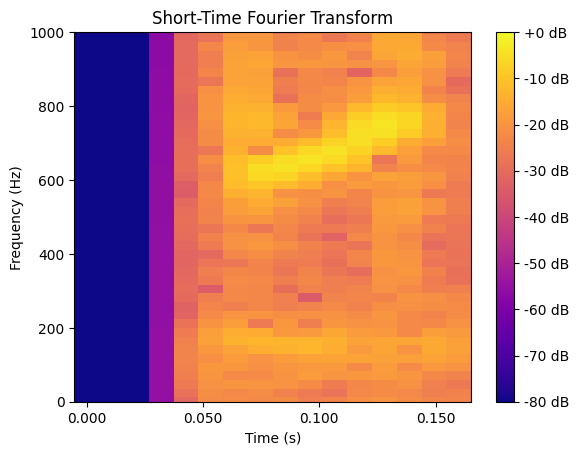 Short-Time Fourier Transform
1000
800
600
400
200
0
Frequency (Hz)
0.000
0.050
0.100
0.150
Time (s)
+0 dB
-10 dB
-20 dB
-30 dB
-40 dB
-50 dB
-60 dB
-70 dB
-80 dB